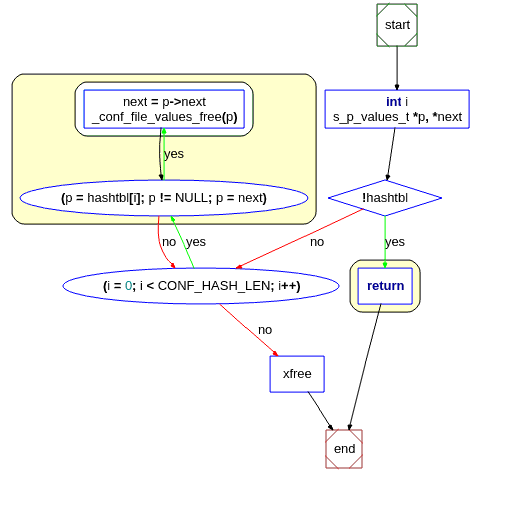 start
int i
s_p_values_t *p, *next
next = p->next
_conf_file_values_free(p)
yes
(p = hashtbl[i]; p != NULL; p = next)
!hashtbl
no
yes
no
yes
(i = 0; i < CONF_HASH_LEN; i++)
return
no
xfree
end